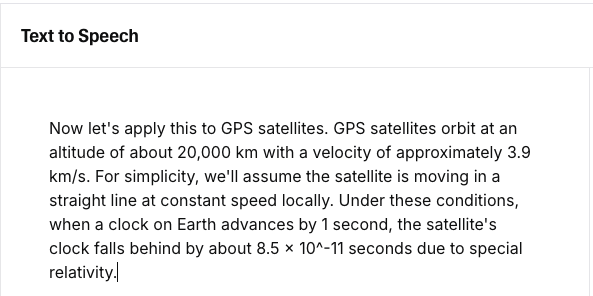 Text to Speech
Now let's apply this to GPS satellites. GPS satellites orbit at an
altitude of about 20,000 km with a velocity of approximately 3.9
km/s. For simplicity, we'll assume the satellite is moving in a
straight line at constant speed locally. Under these conditions,
when a clock on Earth advances by 1 second, the satellite's
clock falls behind by about 8.5 × 10^-11 seconds due to special
relativity.